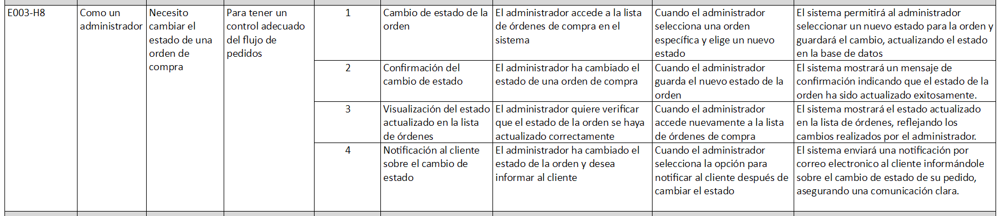 E003-H8
Como un
administrador
Necesito
cambiar el
estado de una
orden de
compra
Para tener un
control adecuado
del flujo de
pedidos
1
Cambio de estado de la
orden
El administrador accede a la lista
de órdenes de compra en el
sistema
Cuando el administrador
selecciona una orden
específica y elige un nuevo
estado
El sistema permitirá al administrador
seleccionar un nuevo estado para la orden y
guardará el cambio, actualizando el estado
en la base de datos
2
Confirmación del
cambio de estado
El administrador ha cambiado el
estado de una orden de compra
Cuando el administrador
guarda el nuevo estado de la
orden
El sistema mostrará un mensaje de
confirmación indicando que el estado de la
orden ha sido actualizado exitosamente.
3
Visualización del estado
actualizado en la lista
de órdenes
El administrador quiere verificar
que el estado de la orden se haya
actualizado correctamente
Cuando el administrador
accede nuevamente a la lista
de órdenes de compra
El sistema mostrará el estado actualizado
en la lista de órdenes, reflejando los
cambios realizados por el administrador.
4
Notificación al cliente
sobre el cambio de
estado
El administrador ha cambiado el
estado de la orden y desea
informar al cliente
Cuando el administrador
selecciona la opción para
notificar al cliente después de
cambiar el estado
El sistema enviará una notificación por
correo electronico al cliente informándole
sobre el cambio de estado de su pedido,
asegurando una comunicación clara.